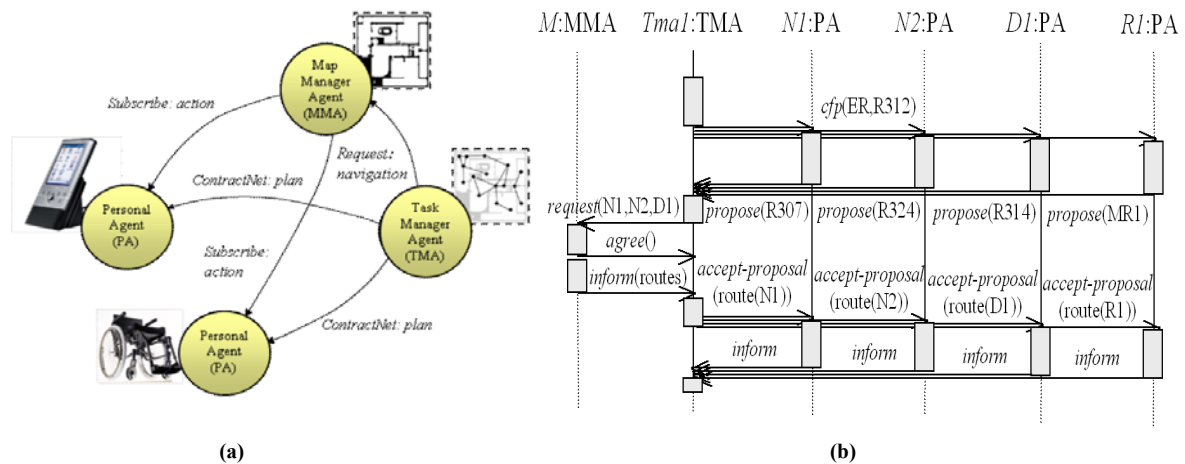 Map
Manager
Agent
(MMA)
Subscribe: action
Request:
navigation
ContractNet: plan
Personal
Agent
(PA)
Task
Manager
Agent
(TMA)
Subscribe:
action
ContractNet: plan
Personal
Agent
(PA)
(a)
M:MMA Tma1:TMA N1:PA N2:PA D1:PA R1:PA
cfp(ER,R312)
request(N1,N2,D1) propose(R307) propose(R324) propose(R314) propose(MR1)
agree()
inform(routes) accept-proposal accept-proposal accept-proposal accept-proposal
(route(N1)) (route(N2)) (route(D1)) (route(R1))
inform inform inform inform
(b)